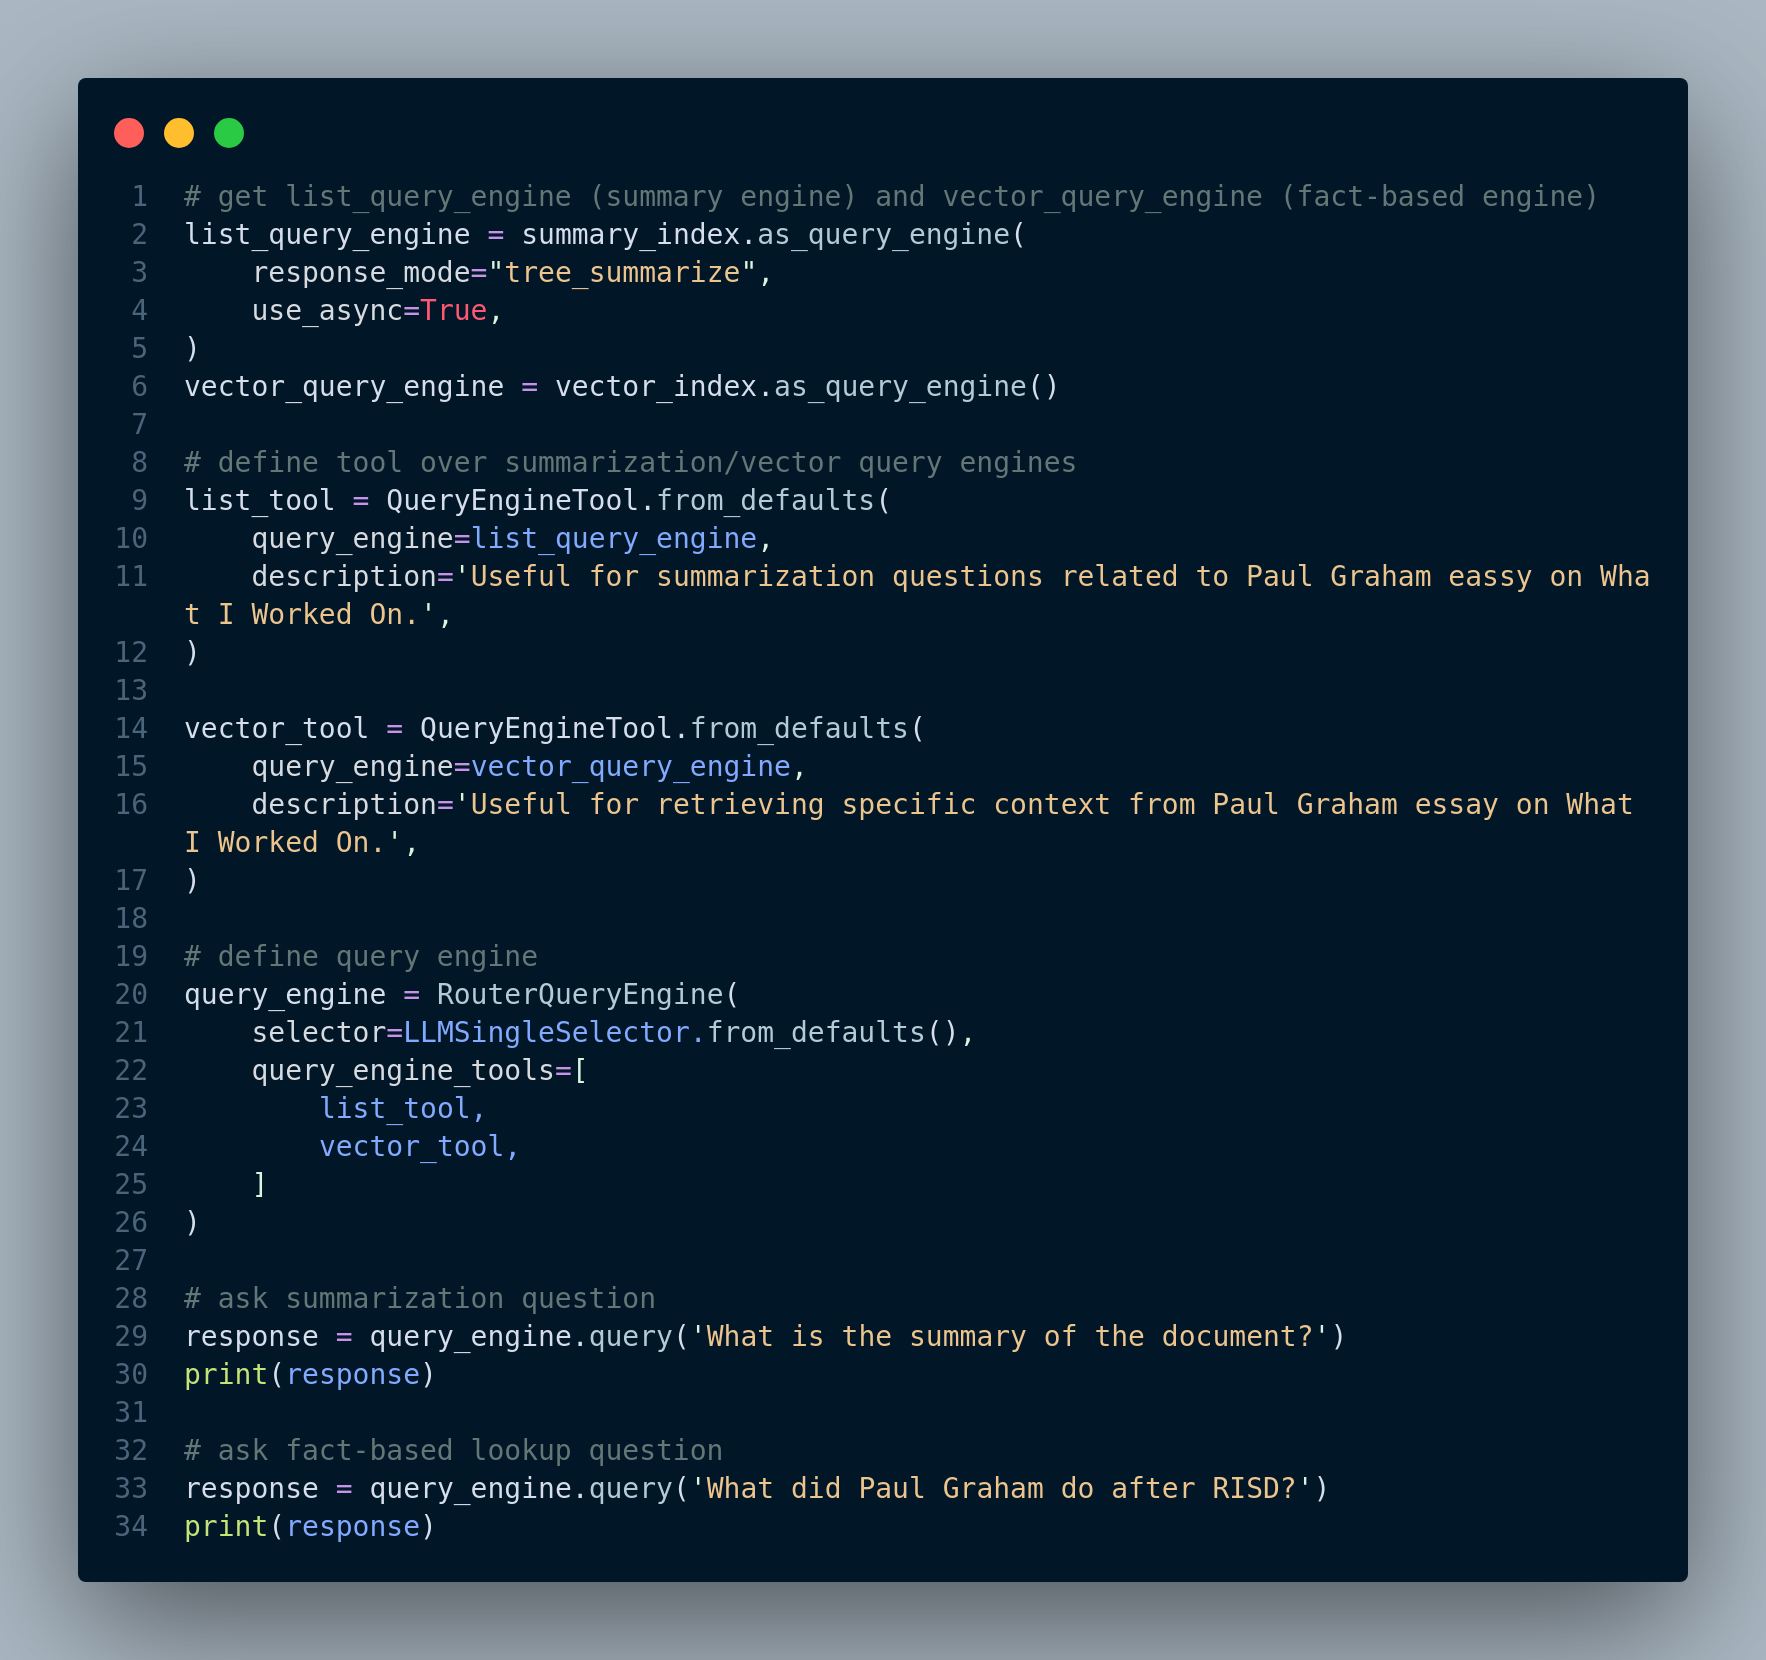 1 # get list_query_engine (summary engine) and vector_query_engine (fact-based engine)
2 list_query_engine = summary_index.as_query_engine(
3     response_mode="tree_summarize",
4     use_async=True,
5 )
6 vector_query_engine = vector_index.as_query_engine()
7
8 # define tool over summarization/vector query engines
9 list_tool = QueryEngineTool.from_defaults(
10     query_engine=list_query_engine,
11     description='Useful for summarization questions related to Paul Graham eassy on Wha
t I Worked On.',
12 )
13
14 vector_tool = QueryEngineTool.from_defaults(
15     query_engine=vector_query_engine,
16     description='Useful for retrieving specific context from Paul Graham essay on What
I Worked On.',
17 )
18
19 # define query engine
20 query_engine = RouterQueryEngine(
21     selector=LLMSingleSelector.from_defaults(),
22     query_engine_tools=[
23         list_tool,
24         vector_tool,
25     ]
26 )
27
28 # ask summarization question
29 response = query_engine.query('What is the summary of the document?')
30 print(response)
31
32 # ask fact-based lookup question
33 response = query_engine.query('What did Paul Graham do after RISD?')
34 print(response)